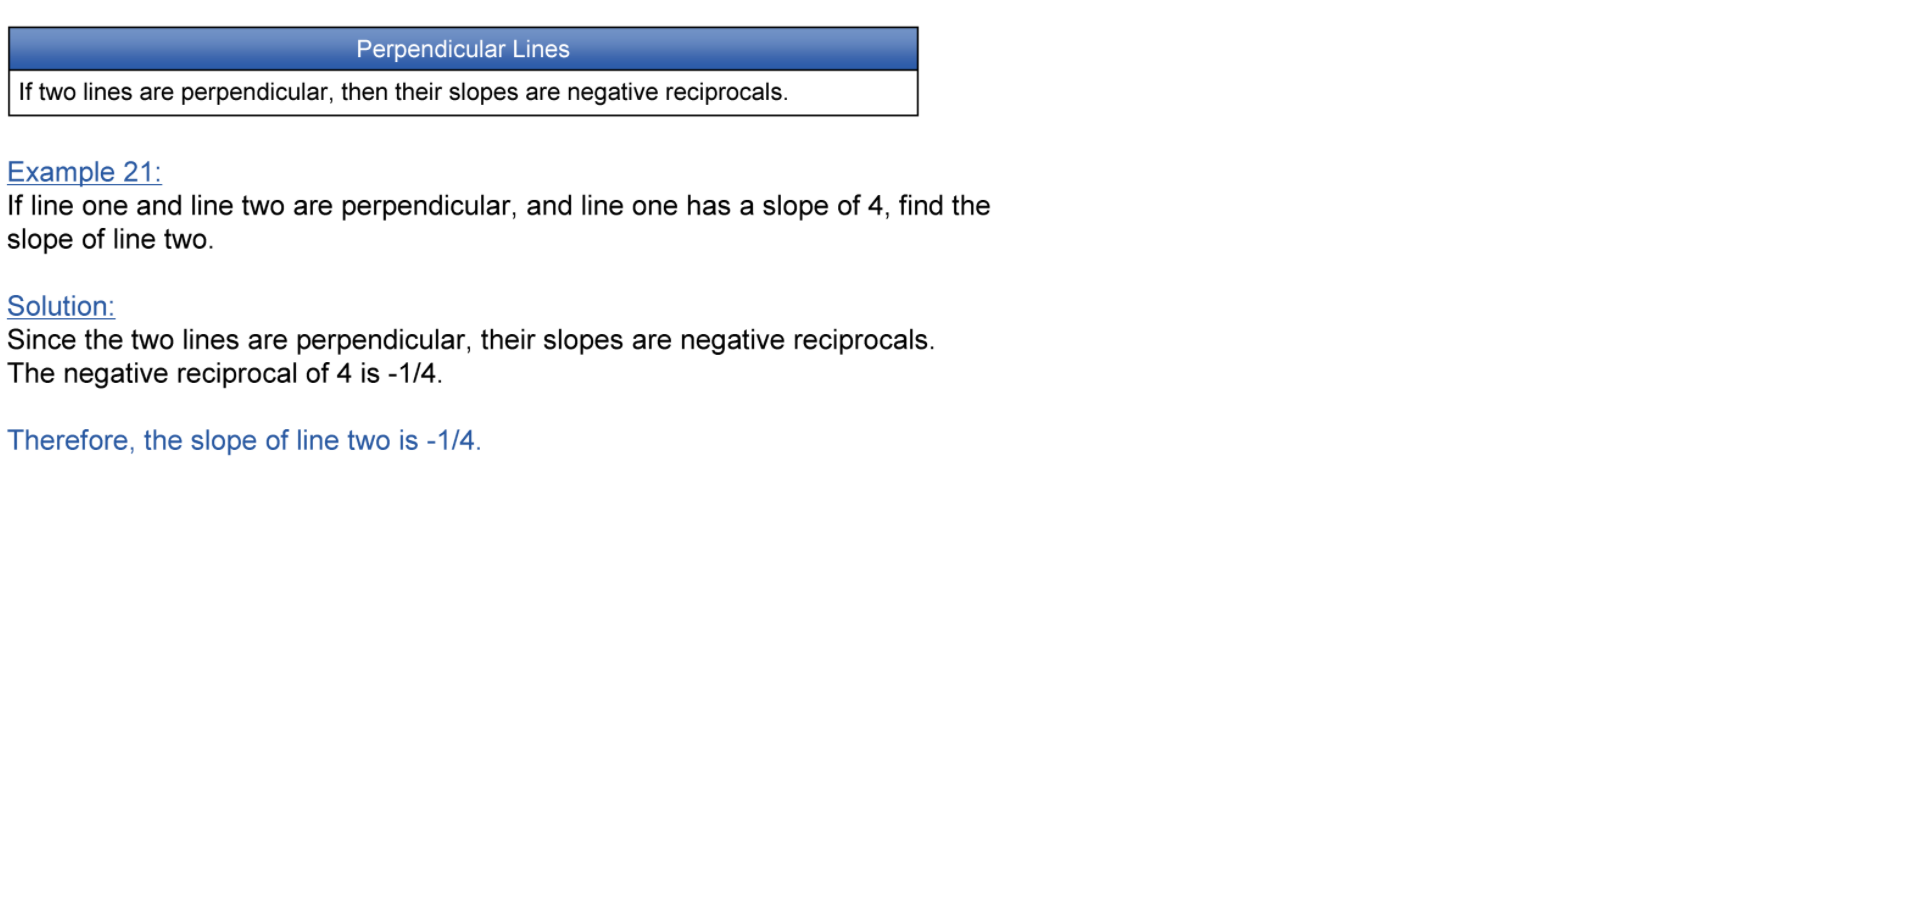 Perpendicular Lines
If two lines are perpendicular, then their slopes are negative reciprocals.
Example 21:
If line one and line two are perpendicular, and line one has a slope of 4, find the
slope of line two.
Solution:
Since the two lines are perpendicular, their slopes are negative reciprocals.
The negative reciprocal of 4 is -1/4.
Therefore, the slope of line two is -1/4.